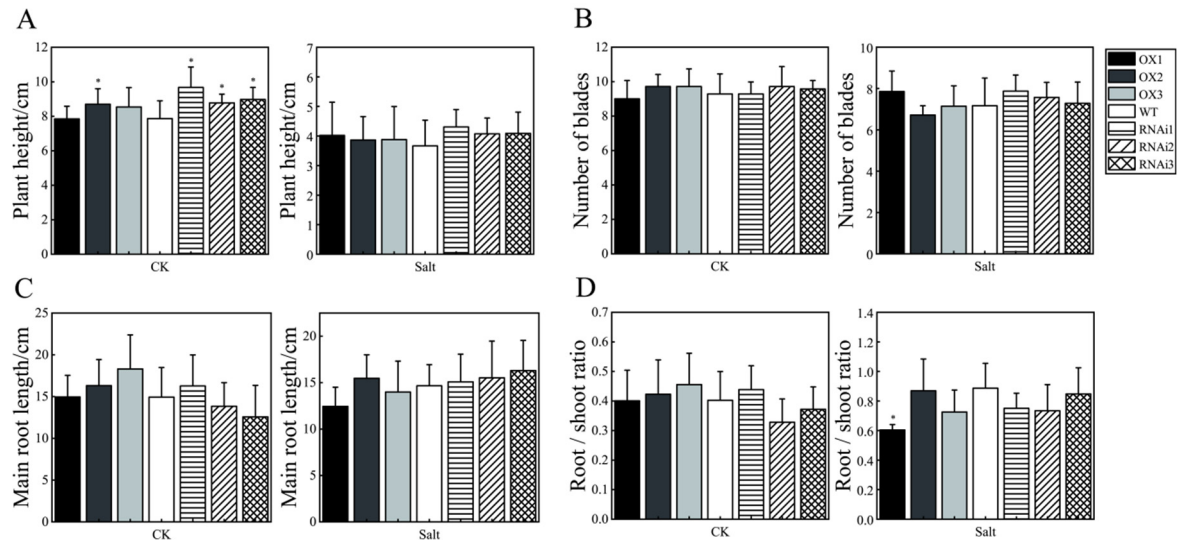 A
Plant height/cm
12
10
8
6
4
2
0
* * * *
CK
Plant height/cm
7
6
5
4
3
2
1
0
Salt
B
Number of blades
12
10
8
6
4
2
0
CK
Number of blades
10
8
6
4
2
0
Salt
OX1
OX2
OX3
WT
RNAi1
RNAi2
RNAi3
C
Main root length/cm
25
20
15
10
5
0
CK
Main root length/cm
20
15
10
5
0
Salt
D
Root / shoot ratio
0.7
0.6
0.5
0.4
0.3
0.2
0.1
0.0
CK
Root / shoot ratio
1.4
1.2
1.0
0.8
0.6
0.4
0.2
0.0
*
Salt